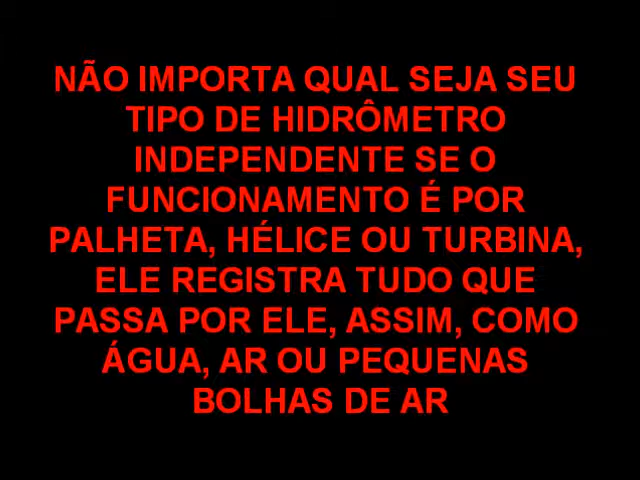 NÃO IMPORTA QUAL SEJA SEU
TIPO DE HIDRÔMETRO
INDEPENDENTE SE O
FUNCIONAMENTO É POR
PALHETA, HÉLICE OU TURBINA,
ELE REGISTRA TUDO QUE
PASSA POR ELE, ASSIM, COMO
ÁGUA, AR OU PEQUENAS
BOLHAS DE AR